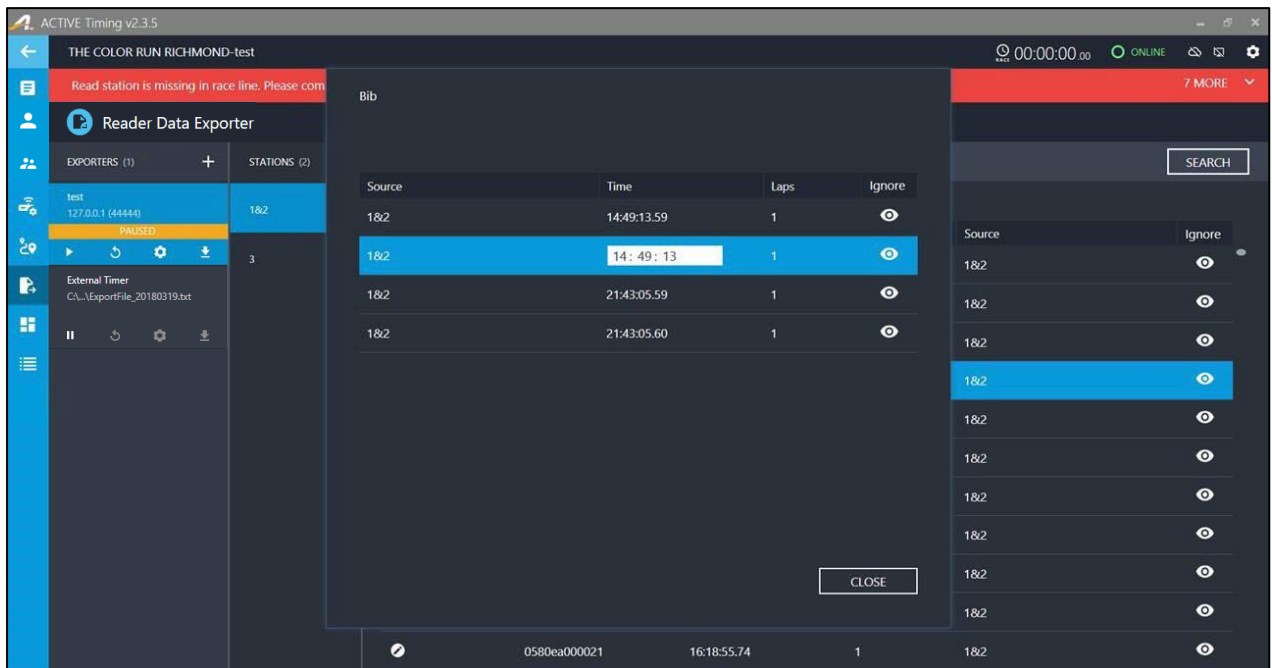 ACTIVE Timing v2.3.5
THE COLOR RUN RICHMOND-test
RACE 00:00:00.00 ONLINE
Read station is missing in race line. Please com
7 MORE
Reader Data Exporter
EXPORTERS (1) +
STATIONS (2)
SEARCH
test
127.0.0.1 (44444)
PAUSED
External Timer
C:\...\ExportFile_20180319.txt
1&2
3
Bib
Source Time Laps Ignore
1&2 14:49:13.59 1
1&2 14: 49: 13 1
1&2 21:43:05.59 1
1&2 21:43:05.60 1
CLOSE
Source Ignore
1&2
1&2
1&2
1&2
1&2
1&2
1&2
1&2
1&2
1&2
0580ea000021 16:18:55.74 1 1&2